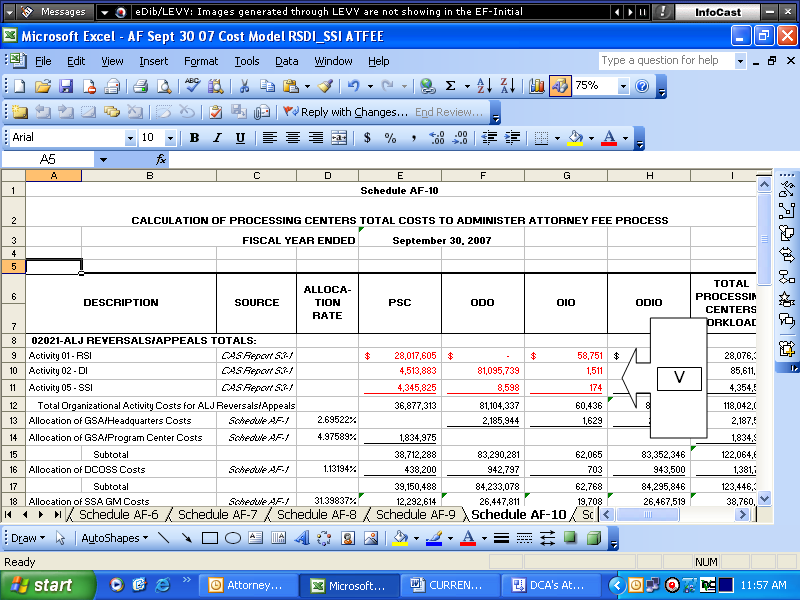 Messages eDib/LEVY: Images generated through LEVY are not showing in the EF-Initial InfoCast
Microsoft Excel - AF Sept 30 07 Cost Model RSDI_SSI ATFEE
File Edit View Insert Format Tools Data Window Help Type a question for help
75%
Reply with Changes... End Review...
Arial 10 B I U $ % ,
A5 fx
A B C D E F G H I
1 Schedule AF-10
2 CALCULATION OF PROCESSING CENTERS TOTAL COSTS TO ADMINISTER ATTORNEY FEE PROCESS
3 FISCAL YEAR ENDED September 30, 2007
4
5
6 DESCRIPTION SOURCE ALLOCA-TION RATE PSC ODO OIO ODIO TOTAL PROCESSIN CENTERS
7 ORKLOAD
8 02021-ALJ REVERSALS/APPEALS TOTALS:
9 Activity 01 - RSI CAS Report S3-1 $ 28,017,605 $ - $ 58,751 $ 28,076,
10 Activity 02 - DI CAS Report S3-1 4,513,883 81,095,739 1,511 85,611,
11 Activity 05 - SSI CAS Report S3-1 4,345,825 8,598 174 4,354,5
12 Total Organizational Activity Costs for ALJ Reversals/Appeals 36,877,313 81,104,337 60,436 8 118,042,0
13 Allocation of GSA/Headquarters Costs Schedule AF-1 2.69522% 2,185,944 1,629 2, 2,187,5
14 Allocation of GSA/Program Center Costs Schedule AF-1 4.97589% 1,834,975 1,834,9
15 Subtotal 38,712,288 83,290,281 62,065 83,352,346 122,064,6
16 Allocation of DCOSS Costs Schedule AF-1 1.13194% 438,200 942,797 703 943,500 1,381,7
17 Subtotal 39,150,488 84,233,078 62,768 84,295,846 123,446,3
18 Allocation of SSA GM Costs Schedule AF-1 31.39837% 12,292,614 26,447,811 19,708 26,467,519 38,760,
V
Schedule AF-6 Schedule AF-7 Schedule AF-8 Schedule AF-9 Schedule AF-10 Sc
Draw AutoShapes
Ready NUM
start Attorney... Microsoft... CURREN... DCA's At... 11:57 AM